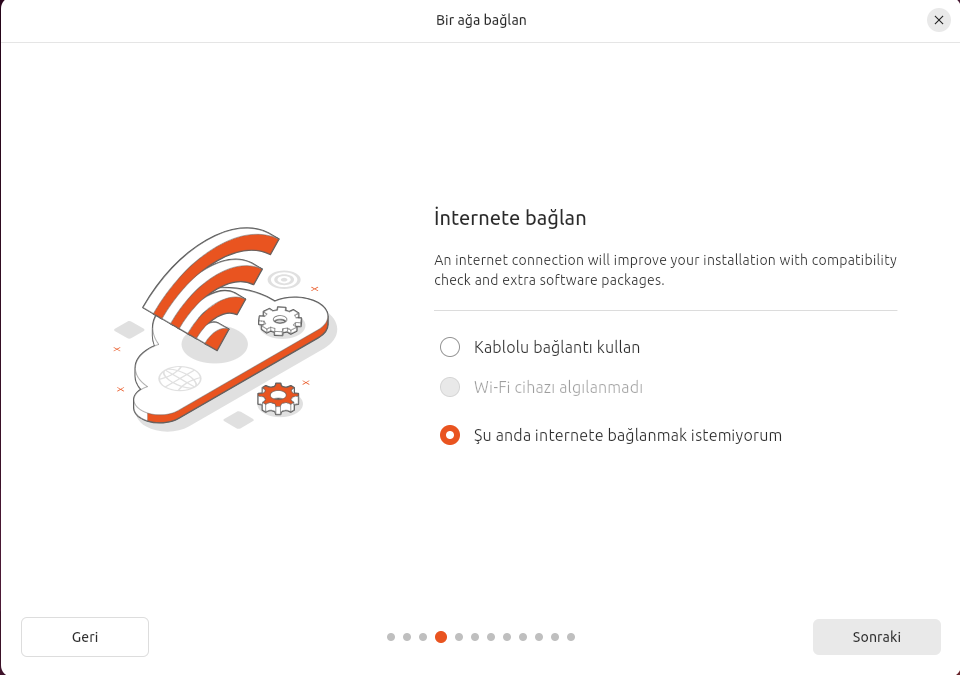 Bir ağa bağlan
İnternete bağlan
An internet connection will improve your installation with compatibility
check and extra software packages.
Kablolu bağlantı kullan
Wi-Fi cihazı algılanmadı
Şu anda internete bağlanmak istemiyorum
Geri
Sonraki